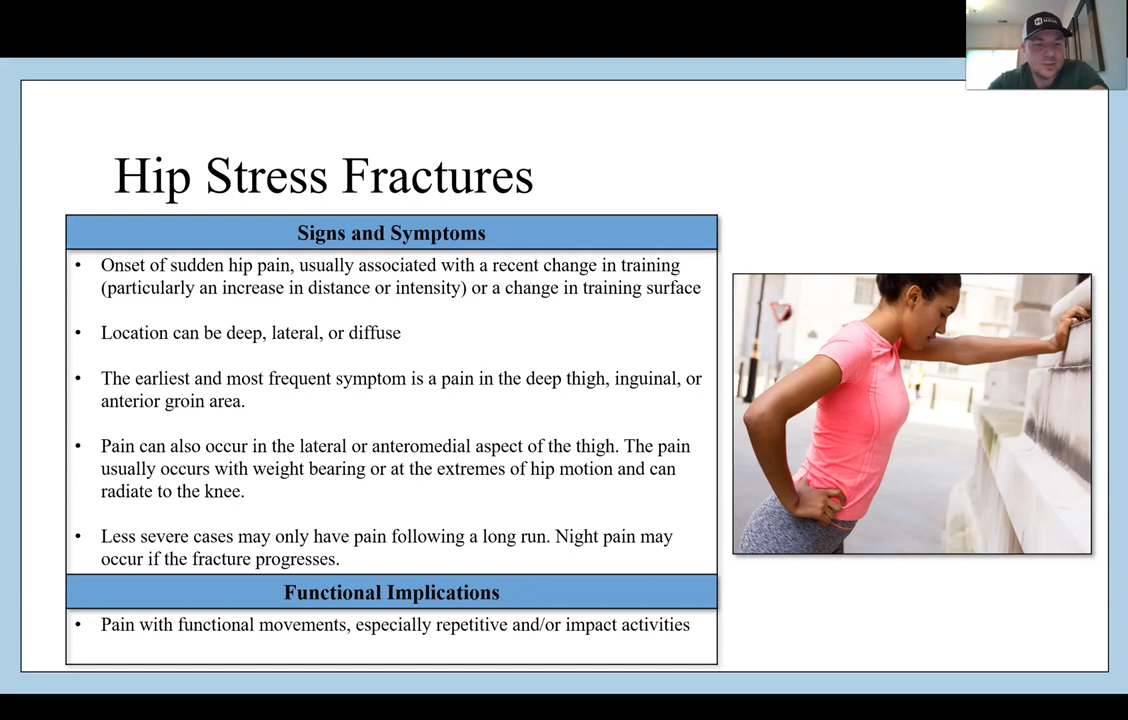 Hip Stress Fractures
Signs and Symptoms
• Onset of sudden hip pain, usually associated with a recent change in training
(particularly an increase in distance or intensity) or a change in training surface
• Location can be deep, lateral, or diffuse
• The earliest and most frequent symptom is a pain in the deep thigh, inguinal, or
anterior groin area.
• Pain can also occur in the lateral or anteromedial aspect of the thigh. The pain
usually occurs with weight bearing or at the extremes of hip motion and can
radiate to the knee.
• Less severe cases may only have pain following a long run. Night pain may
occur if the fracture progresses.
Functional Implications
• Pain with functional movements, especially repetitive and/or impact activities